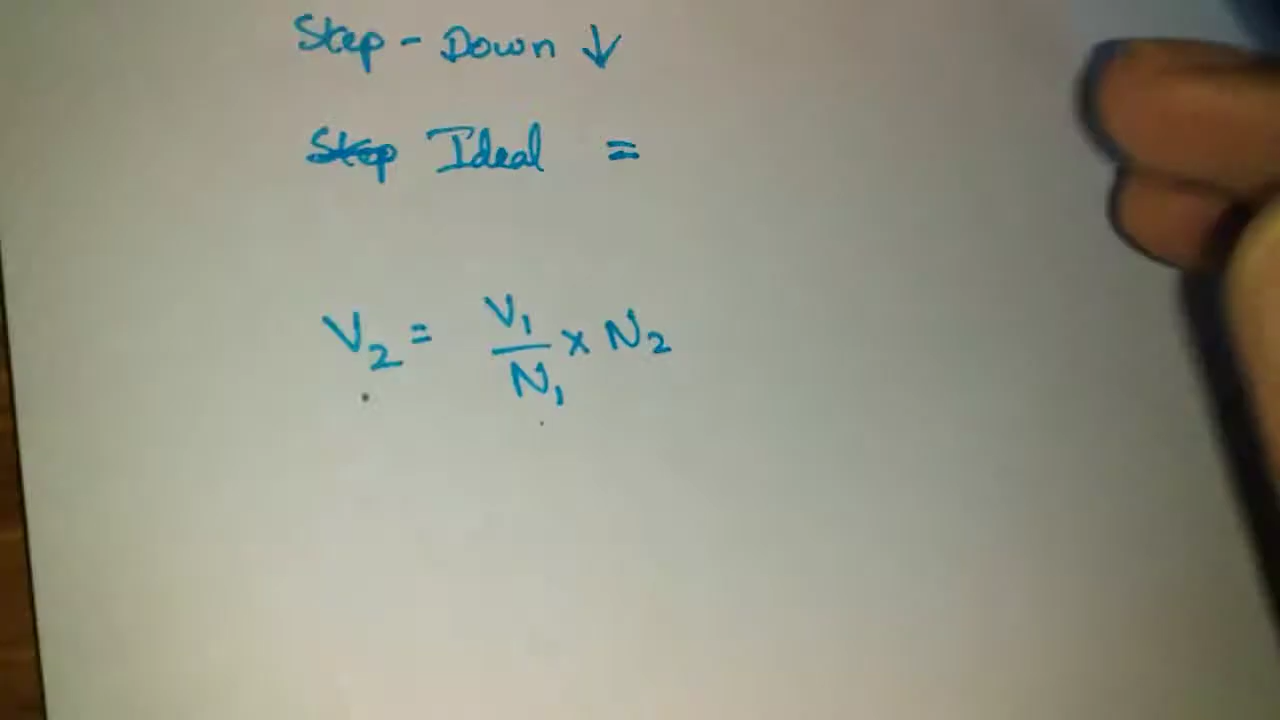 Step - Down ↓
Step Ideal =
V₂ = V₁/N₁ × N₂